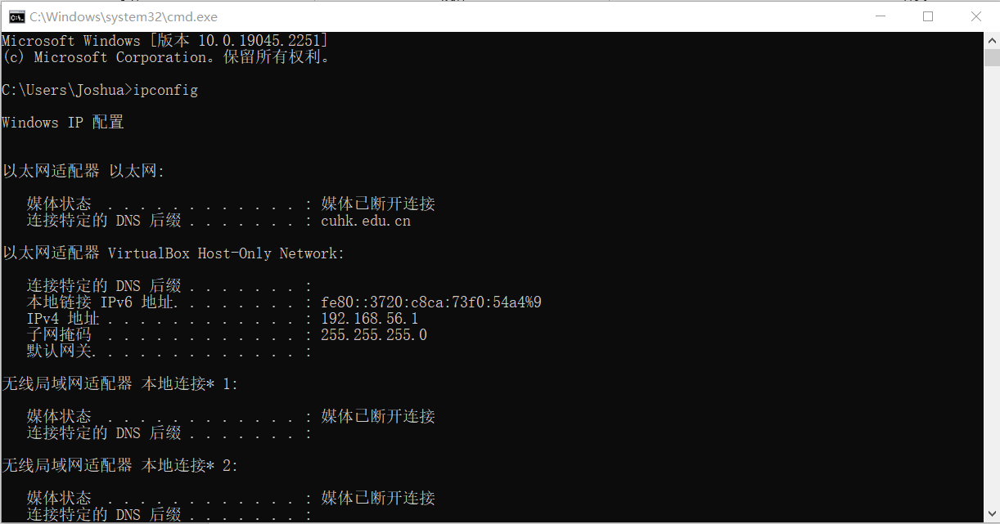 C:\Windows\system32\cmd.exe
Microsoft Windows [版本 10.0.19045.2251]
(c) Microsoft Corporation。保留所有权利。
C:\Users\Joshua>ipconfig
Windows IP 配置
以太网适配器 以太网:
媒体状态  . . . . . . . . . . . . : 媒体已断开连接
连接特定的 DNS 后缀 . . . . . . . : cuhk.edu.cn
以太网适配器 VirtualBox Host-Only Network:
连接特定的 DNS 后缀 . . . . . . . :
本地链接 IPv6 地址. . . . . . . . : fe80::3720:c8ca:73f0:54a4%9
IPv4 地址 . . . . . . . . . . . . : 192.168.56.1
子网掩码  . . . . . . . . . . . . : 255.255.255.0
默认网关. . . . . . . . . . . . . :
无线局域网适配器 本地连接* 1:
媒体状态  . . . . . . . . . . . . : 媒体已断开连接
连接特定的 DNS 后缀 . . . . . . . :
无线局域网适配器 本地连接* 2:
媒体状态  . . . . . . . . . . . . : 媒体已断开连接
连接特定的 DNS 后缀 . . . . . . . :